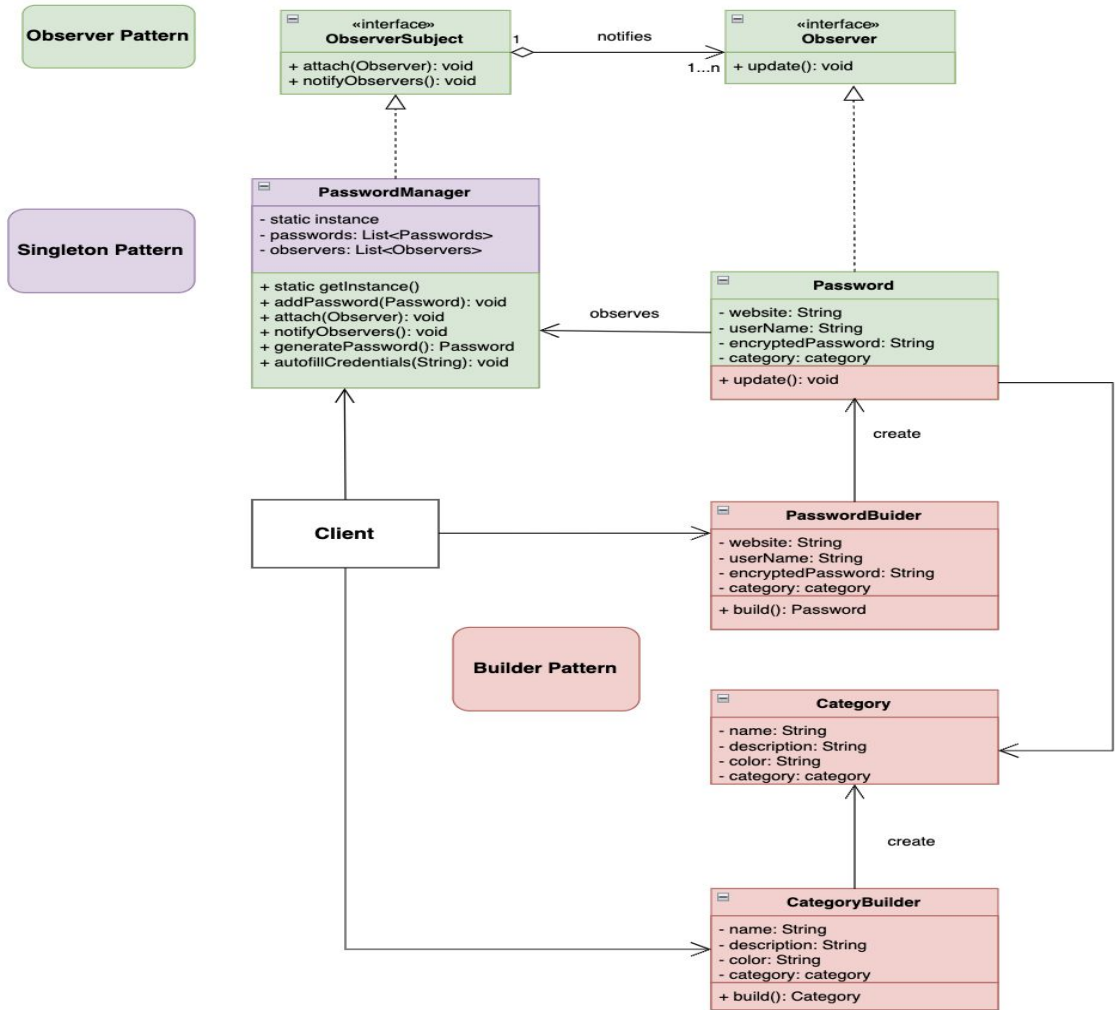 Observer Pattern
«interface»
ObserverSubject
+ attach(Observer): void
+ notifyObservers(): void
1
notifies
1...n
«interface»
Observer
+ update(): void
Singleton Pattern
PasswordManager
- static instance
- passwords: List<Passwords>
- observers: List<Observers>
+ static getInstance()
+ addPassword(Password): void
+ attach(Observer): void
+ notifyObservers(): void
+ generatePassword(): Password
+ autofillCredentials(String): void
observes
Password
- website: String
- userName: String
- encryptedPassword: String
- category: category
+ update(): void
create
Client
PasswordBuider
- website: String
- userName: String
- encryptedPassword: String
- category: category
+ build(): Password
Builder Pattern
Category
- name: String
- description: String
- color: String
- category: category
create
CategoryBuilder
- name: String
- description: String
- color: String
- category: category
+ build(): Category